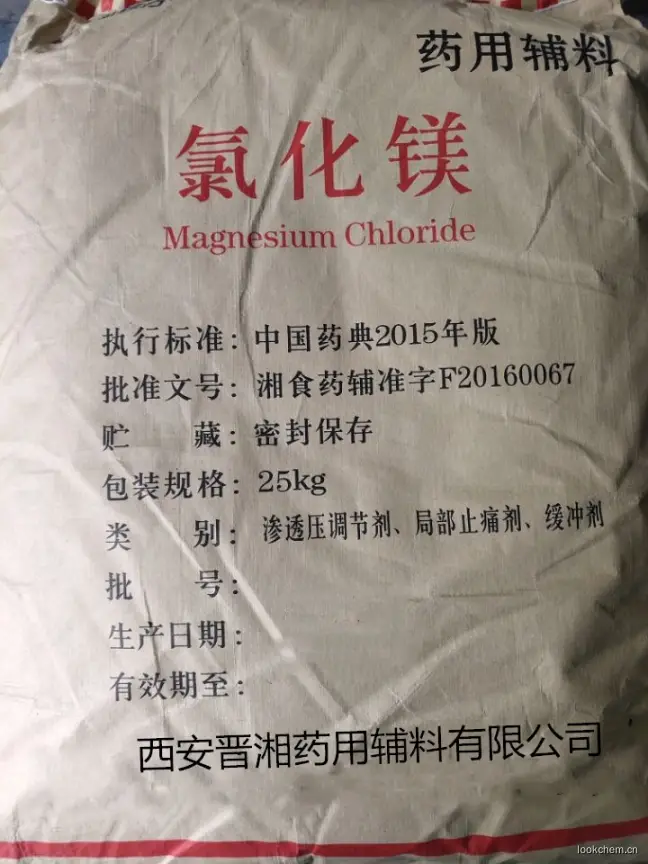 药用辅料
氯化镁
Magnesium Chloride
执行标准：中国药典2015年版
批准文号：湘食药辅准字F20160067
贮 藏：密封保存
包装规格：25kg
类 别：渗透压调节剂、局部止痛剂、缓冲剂
批 号：
生产日期：
有效期至：
西安晋湘药用辅料有限公司
lookchem.cn